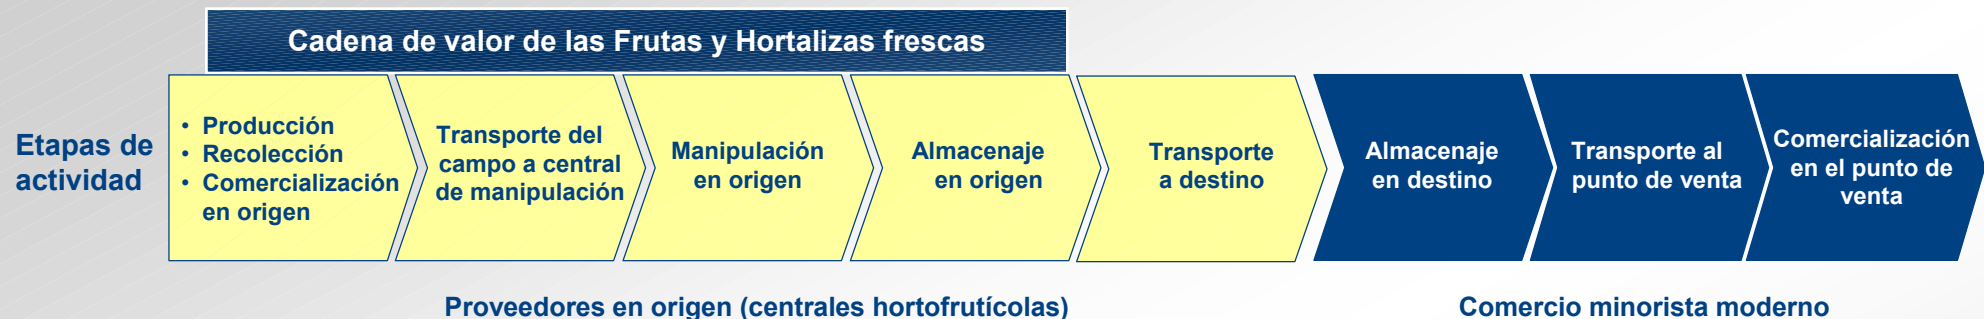 Cadena de valor de las Frutas y Hortalizas frescas
Etapas de
actividad
• Producción
• Recolección
• Comercialización
en origen
Transporte del
campo a central
de manipulación
Manipulación
en origen
Almacenaje
en origen
Transporte
a destino
Almacenaje
en destino
Transporte al
punto de venta
Comercialización
en el punto de
venta
Proveedores en origen (centrales hortofrutícolas)
Comercio minorista moderno